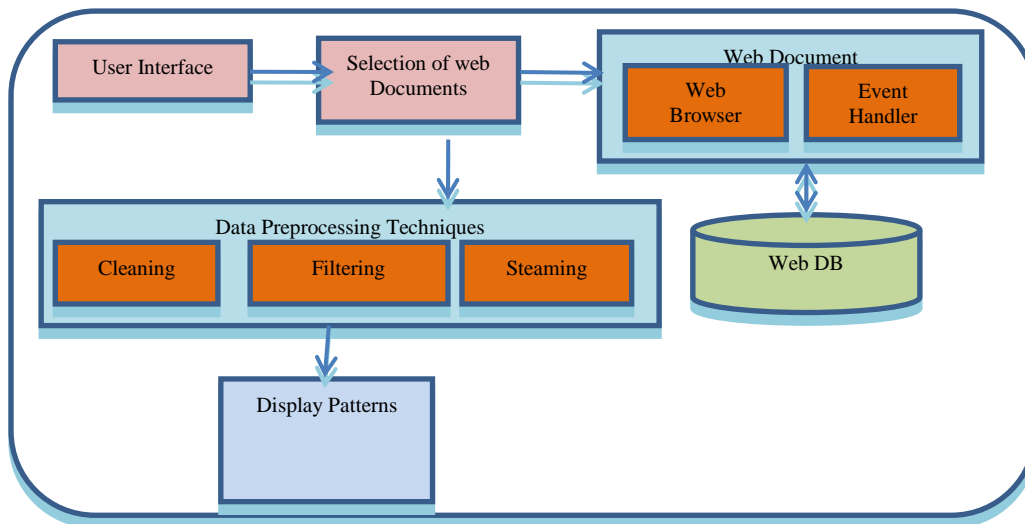 User Interface
Selection of web
Documents
Web Document
Web
Browser
Event
Handler
Data Preprocessing Techniques
Cleaning
Filtering
Steaming
Web DB
Display Patterns